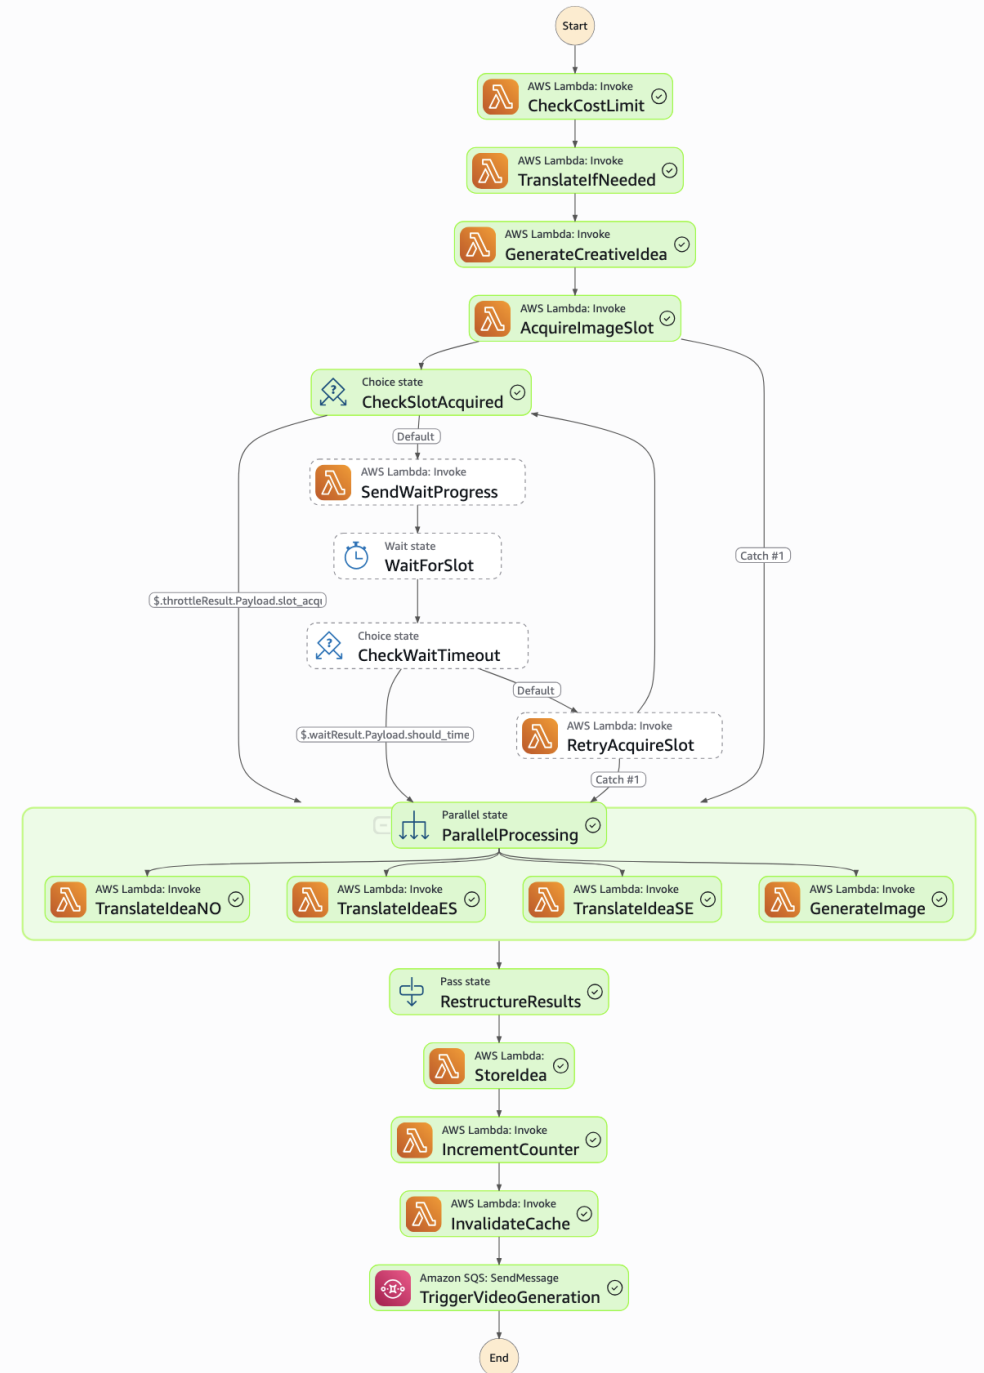 Start
AWS Lambda: Invoke
CheckCostLimit
AWS Lambda: Invoke
TranslateIfNeeded
AWS Lambda: Invoke
GenerateCreativeIdea
AWS Lambda: Invoke
AcquireImageSlot
Choice state
CheckSlotAcquired
Default
AWS Lambda: Invoke
SendWaitProgress
Wait state
WaitForSlot
Catch #1
$.throttleResult.Payload.slot_acqu
Choice state
CheckWaitTimeout
Default
$.waitResult.Payload.should_time
AWS Lambda: Invoke
RetryAcquireSlot
Catch #1
Parallel state
ParallelProcessing
AWS Lambda: Invoke
TranslateIdeaNO
AWS Lambda: Invoke
TranslateIdeaES
AWS Lambda: Invoke
TranslateIdeaSE
AWS Lambda: Invoke
GenerateImage
Pass state
RestructureResults
AWS Lambda:
StoreIdea
AWS Lambda: Invoke
IncrementCounter
AWS Lambda: Invoke
InvalidateCache
Amazon SQS: SendMessage
TriggerVideoGeneration
End